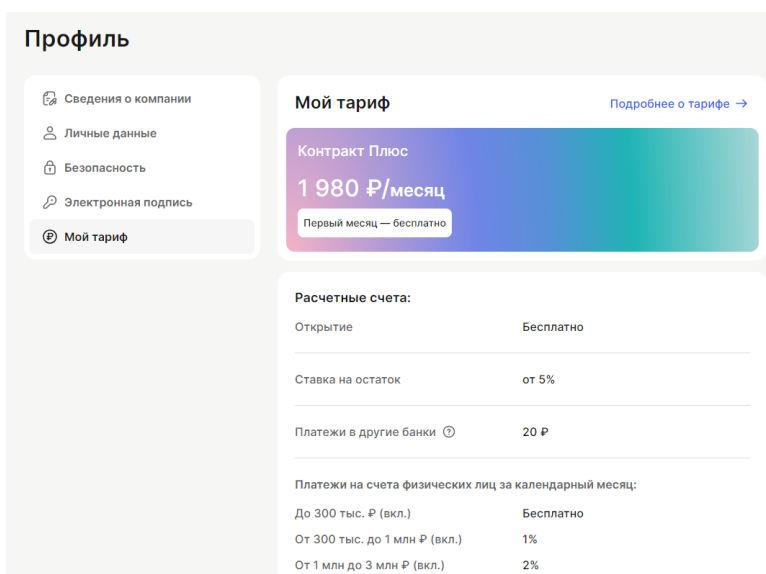 Профиль
Сведения о компании
Личные данные
Безопасность
Электронная подпись
Мой тариф
Мой тариф
Подробнее о тарифе →
Контракт Плюс
1 980 ₽/месяц
Первый месяц — бесплатно
Расчетные счета:
Открытие Бесплатно
Ставка на остаток от 5%
Платежи в другие банки ? 20 ₽
Платежи на счета физических лиц за календарный месяц:
До 300 тыс. ₽ (вкл.) Бесплатно
От 300 тыс. до 1 млн ₽ (вкл.) 1%
От 1 млн до 3 млн ₽ (вкл.) 2%